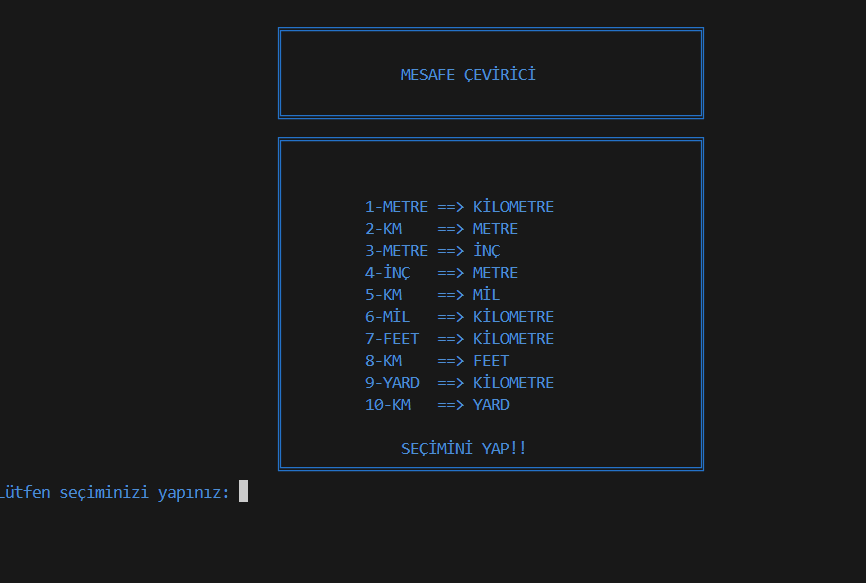 MESAFE ÇEVİRİCİ
1-METRE ==> KİLOMETRE
2-KM ==> METRE
3-METRE ==> İNÇ
4-İNÇ ==> METRE
5-KM ==> MİL
6-MİL ==> KİLOMETRE
7-FEET ==> KİLOMETRE
8-KM ==> FEET
9-YARD ==> KİLOMETRE
10-KM ==> YARD
SEÇİMİNİ YAP!!
Lütfen seçiminizi yapınız: